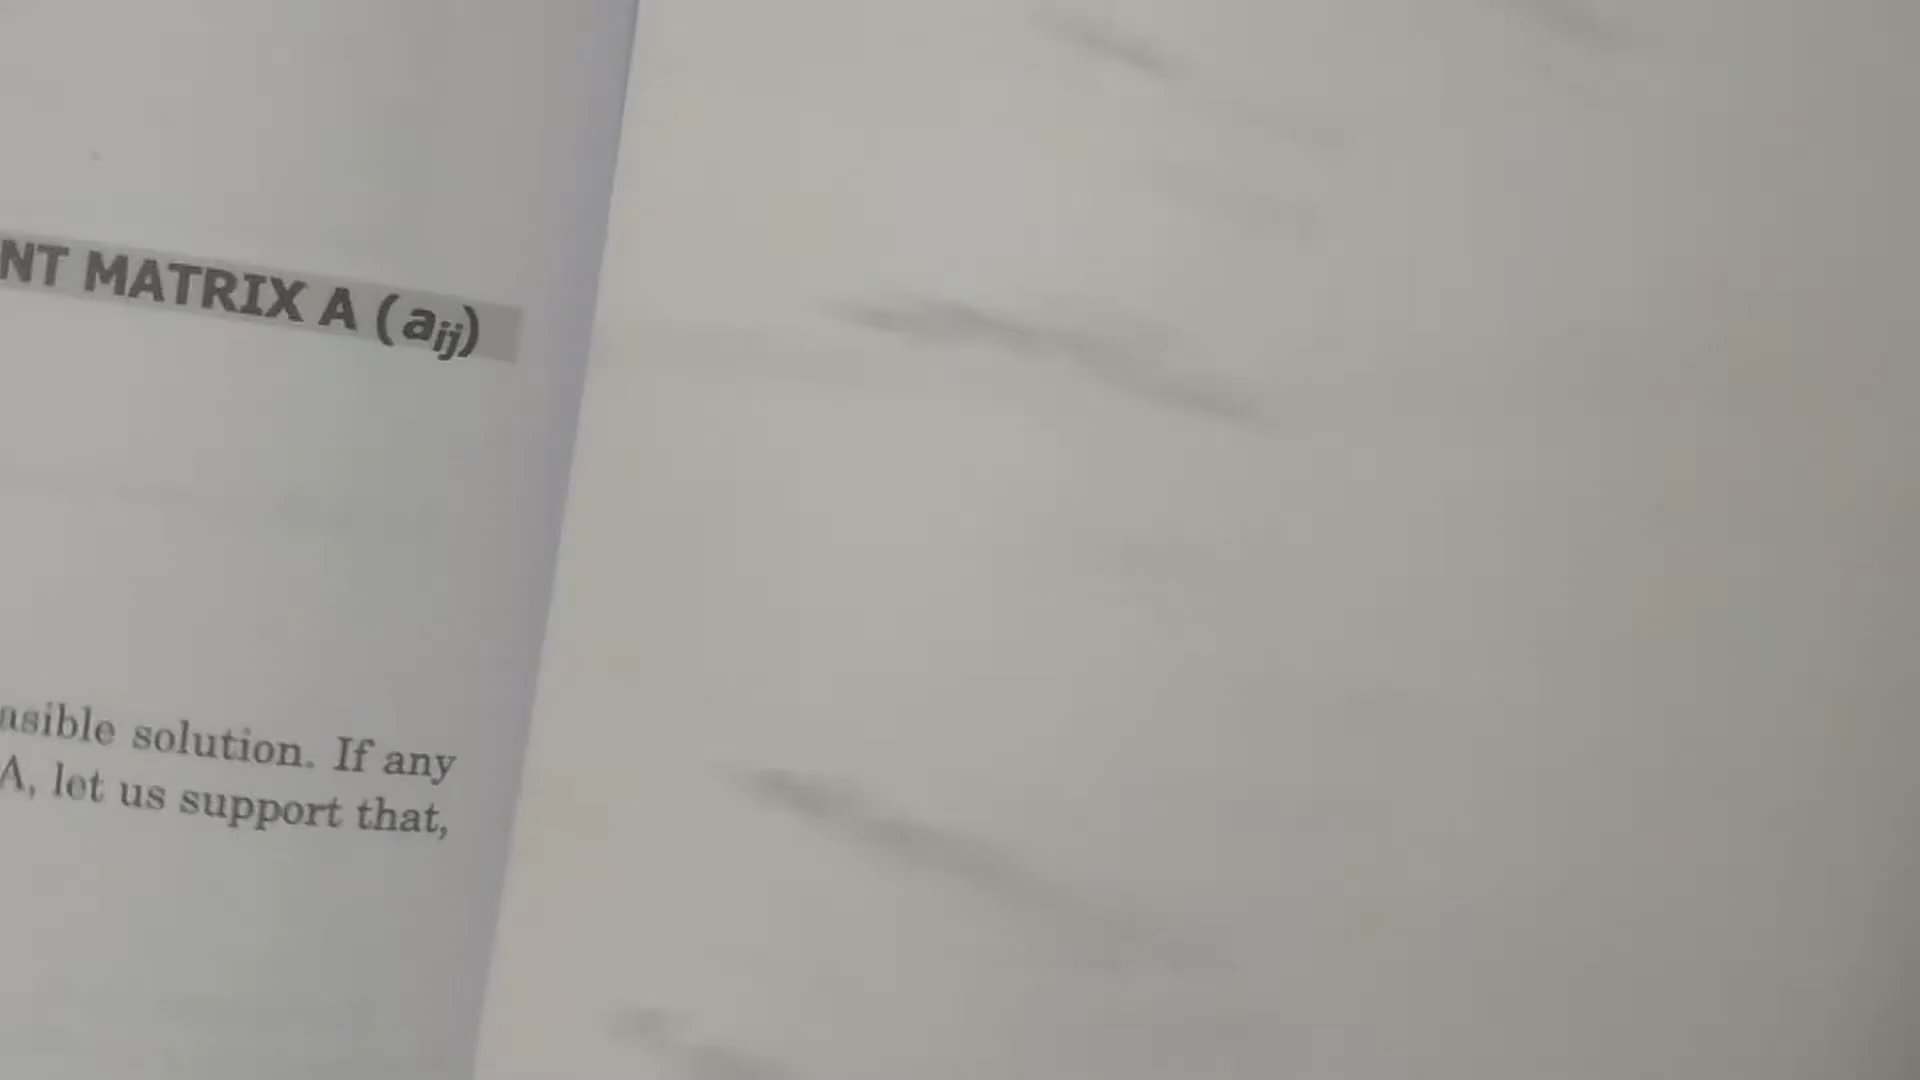 NT MATRIX A (aij)
asible solution. If any
A, let us support that,